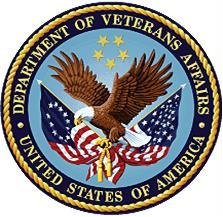 DEPARTMENT OF VETERANS AFFAIRS
UNITED STATES OF AMERICA